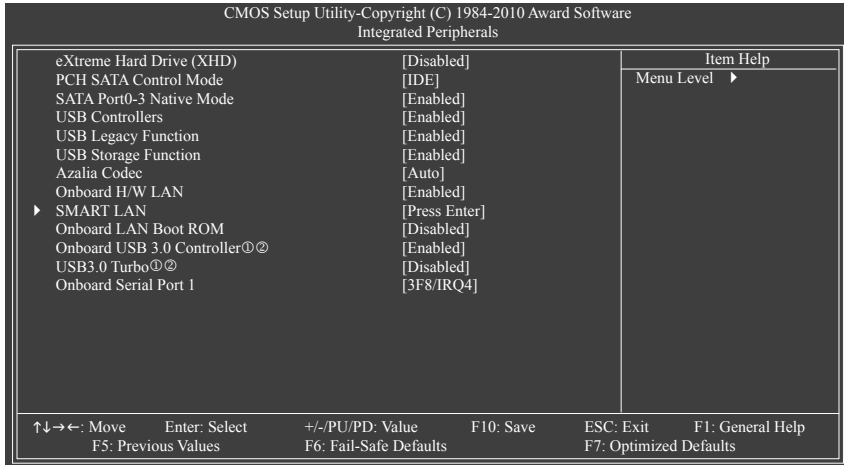 CMOS Setup Utility-Copyright (C) 1984-2010 Award Software
Integrated Peripherals
eXtreme Hard Drive (XHD) [Disabled]
PCH SATA Control Mode [IDE]
SATA Port0-3 Native Mode [Enabled]
USB Controllers [Enabled]
USB Legacy Function [Enabled]
USB Storage Function [Enabled]
Azalia Codec [Auto]
Onboard H/W LAN [Enabled]
SMART LAN [Press Enter]
Onboard LAN Boot ROM [Disabled]
Onboard USB 3.0 Controller①② [Enabled]
USB3.0 Turbo①② [Disabled]
Onboard Serial Port 1 [3F8/IRQ4]
Item Help
Menu Level
↑↓→←: Move Enter: Select +/-/PU/PD: Value F10: Save ESC: Exit F1: General Help
F5: Previous Values F6: Fail-Safe Defaults F7: Optimized Defaults